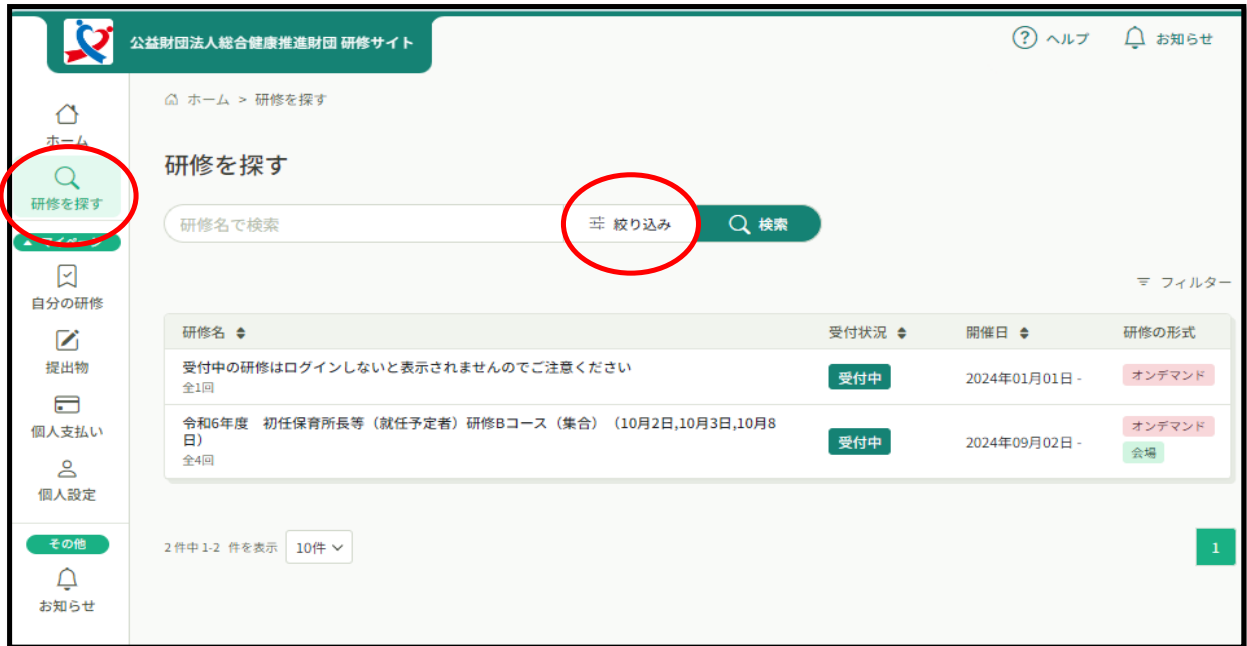 公益財団法人総合健康推進財団 研修サイト
ヘルプ
お知らせ
ホーム > 研修を探す
ホーム
研修を探す
マイページ
自分の研修
提出物
個人支払い
個人設定
その他
お知らせ
研修を探す
研修名で検索
絞り込み
検索
フィルター
研修名 受付状況 開催日 研修の形式
受付中の研修はログインしないと表示されませんのでご注意ください
全1回
受付中
2024年01月01日 -
オンデマンド
令和6年度　初任保育所長等（就任予定者）研修Bコース（集合）（10月2日,10月3日,10月8
日）
全4回
受付中
2024年09月02日 -
オンデマンド
会場
2 件中 1-2 件を表示
10件
1